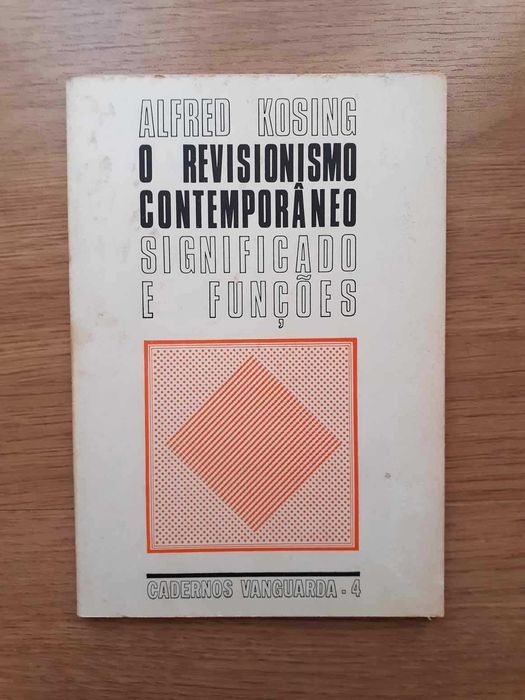 ALFRED KOSING
O REVISIONISMO
CONTEMPORÂNEO
SIGNIFICADO
E FUNÇÕES
CADERNOS VANGUARDA - 4